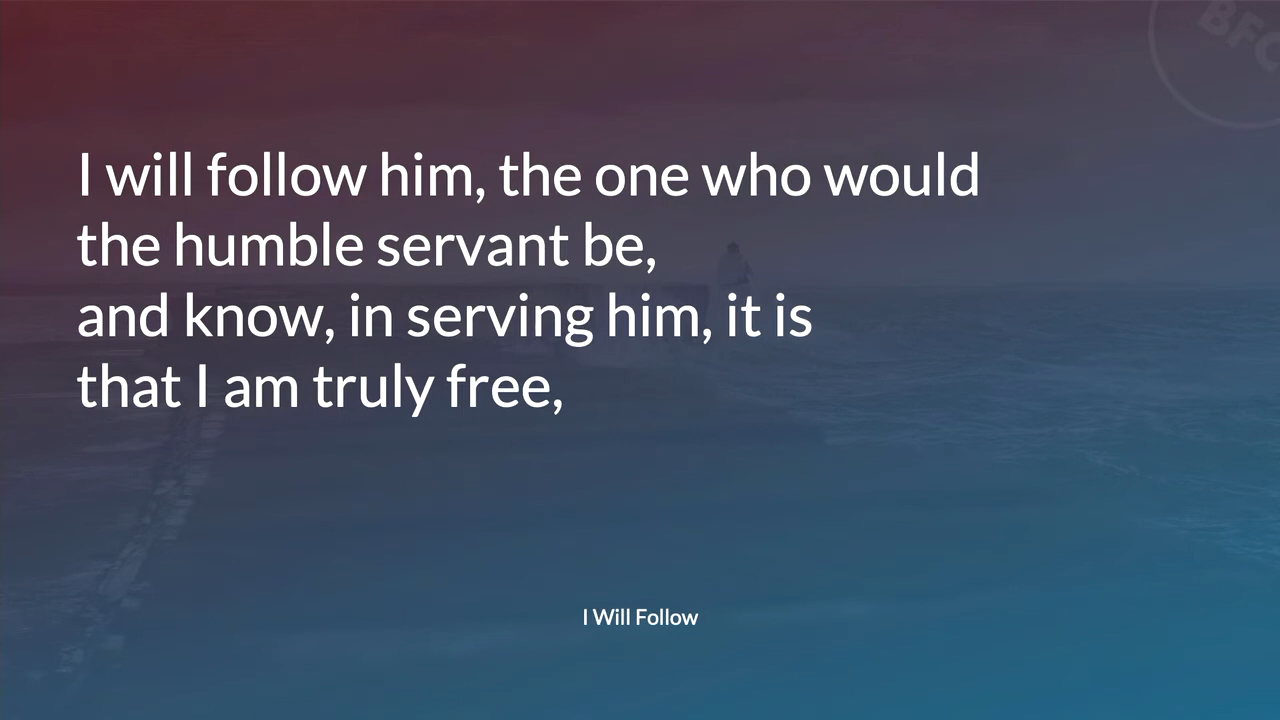 BFC
I will follow him, the one who would
the humble servant be,
and know, in serving him, it is
that I am truly free,
I Will Follow